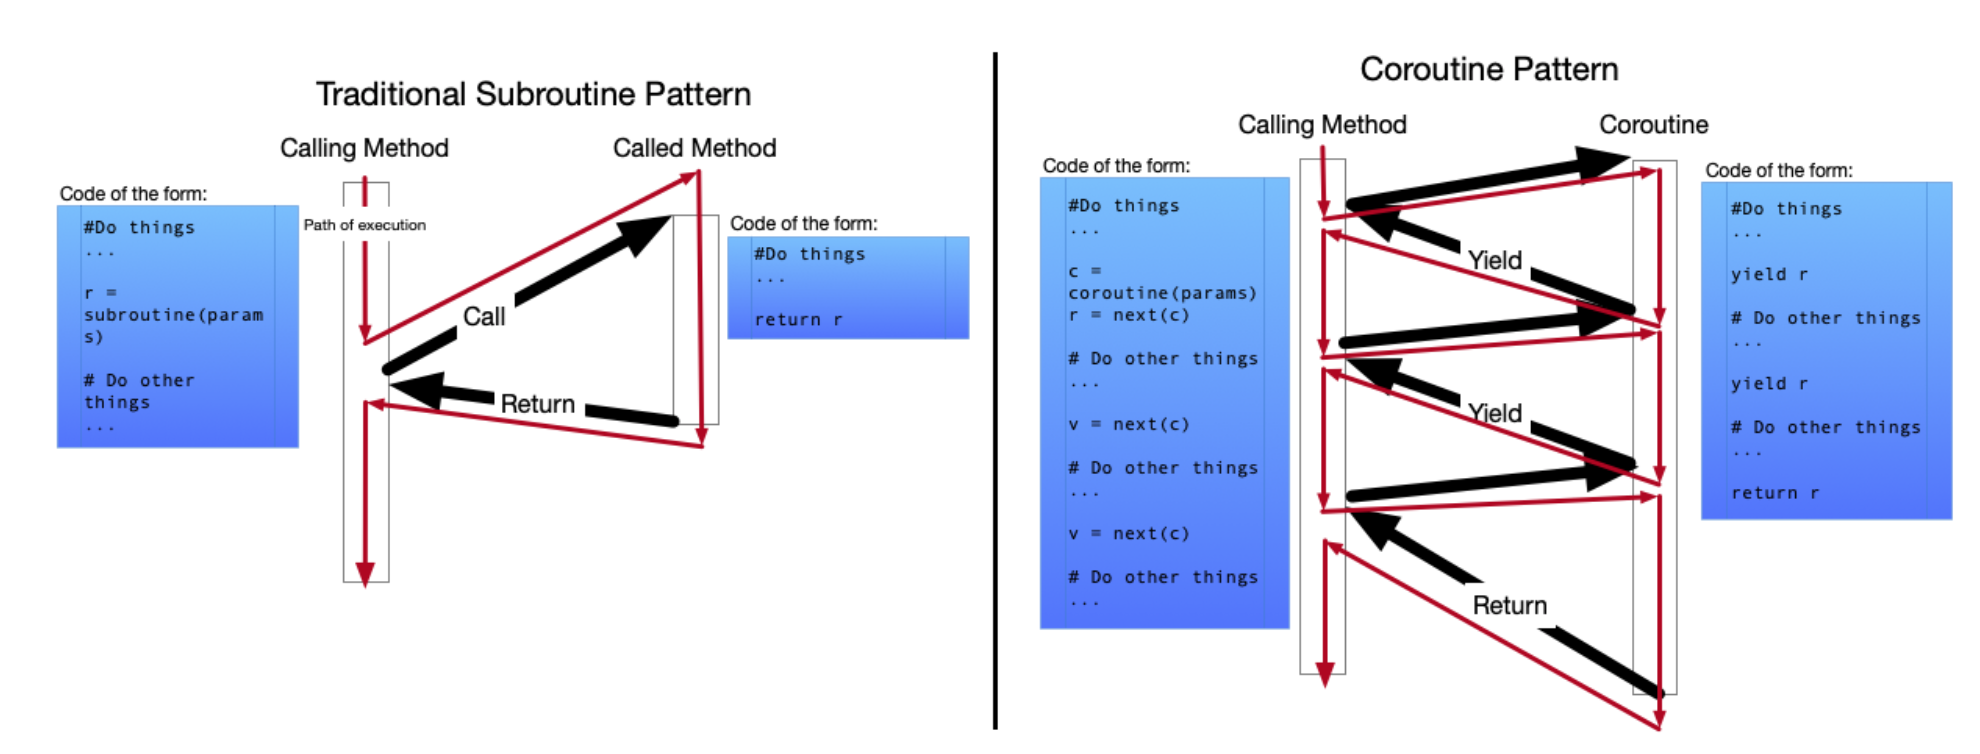 Traditional Subroutine Pattern
Calling Method
Called Method
Code of the form:
#Do things
...
r =
subroutine(param
s)
# Do other
things
...
Path of execution
Call
Return
Code of the form:
#Do things
...
return r
Coroutine Pattern
Calling Method
Coroutine
Code of the form:
#Do things
...
c =
coroutine(params)
r = next(c)
# Do other things
...
v = next(c)
# Do other things
...
v = next(c)
# Do other things
...
Yield
Yield
Return
Code of the form:
#Do things
...
yield r
# Do other things
...
yield r
# Do other things
...
return r